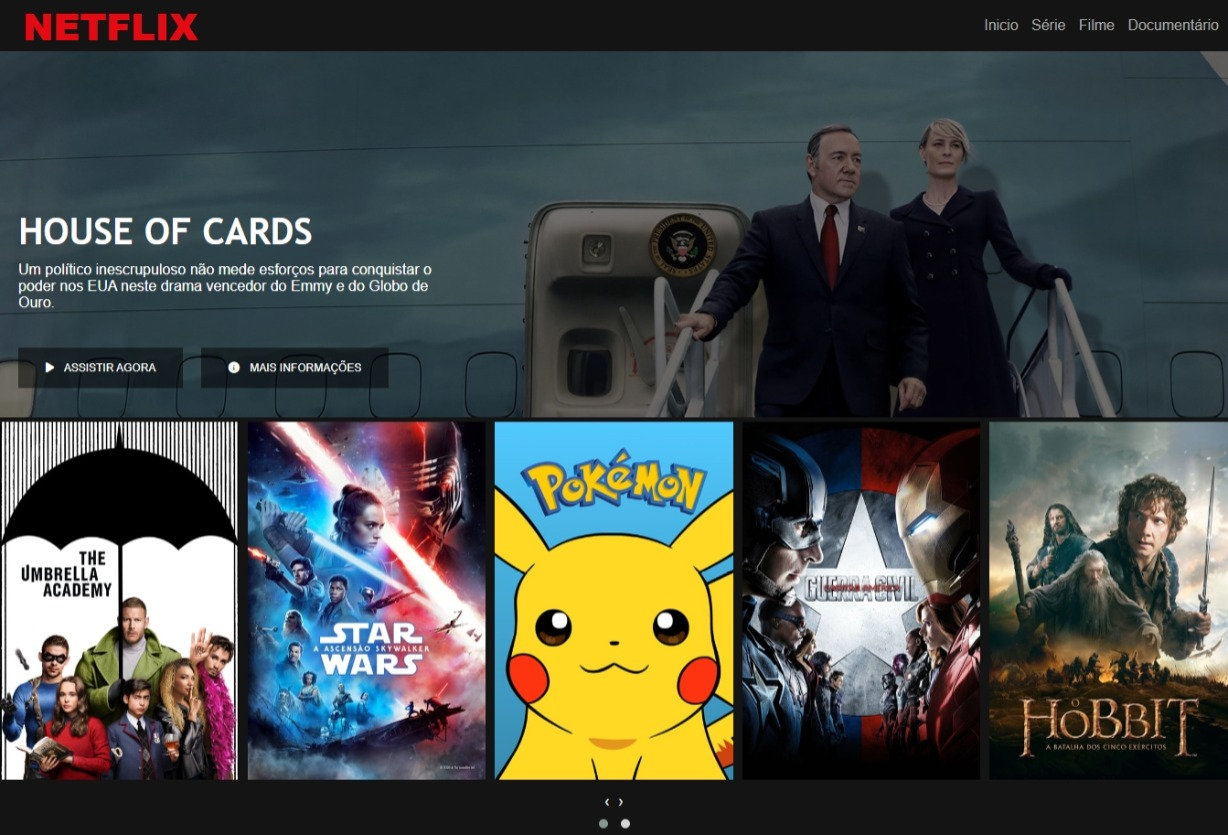 NETFLIX
Inicio Série Filme Documentário
HOUSE OF CARDS
Um político inescrupuloso não mede esforços para conquistar o
poder nos EUA neste drama vencedor do Emmy e do Globo de
Ouro.
ASSISTIR AGORA
MAIS INFORMAÇÕES
THE
UMBRELLA
ACADEMY
STAR
A ASCENSÃO SKYWALKER
WARS
POKéMON
GUERRA CIVIL
O
HOBBIT
A BATALHA DOS CINCO EXÉRCITOS
‹ ›